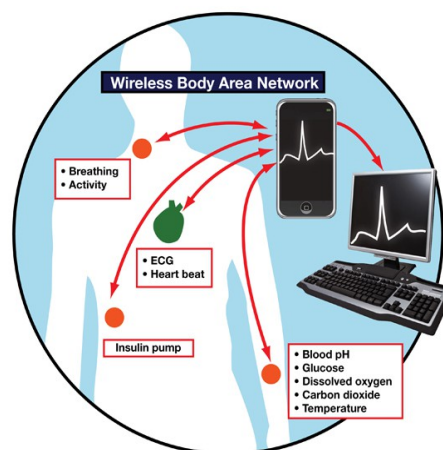 Wireless Body Area Network
• Breathing
• Activity
• ECG
• Heart beat
Insulin pump
• Blood pH
• Glucose
• Dissolved oxygen
• Carbon dioxide
• Temperature